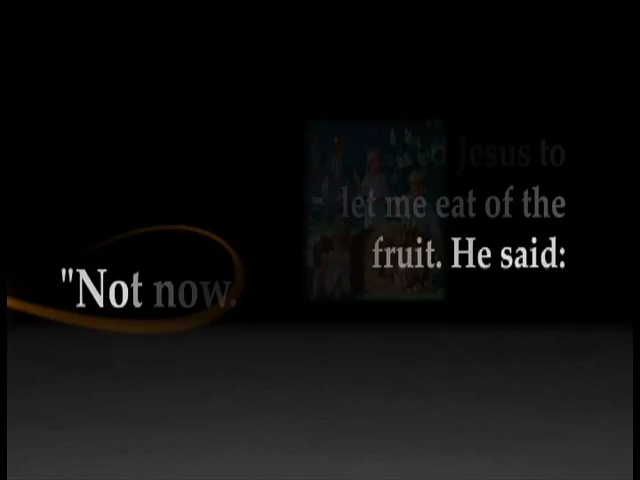 Jesus to
let me eat of the
fruit. He said:
"Not now.